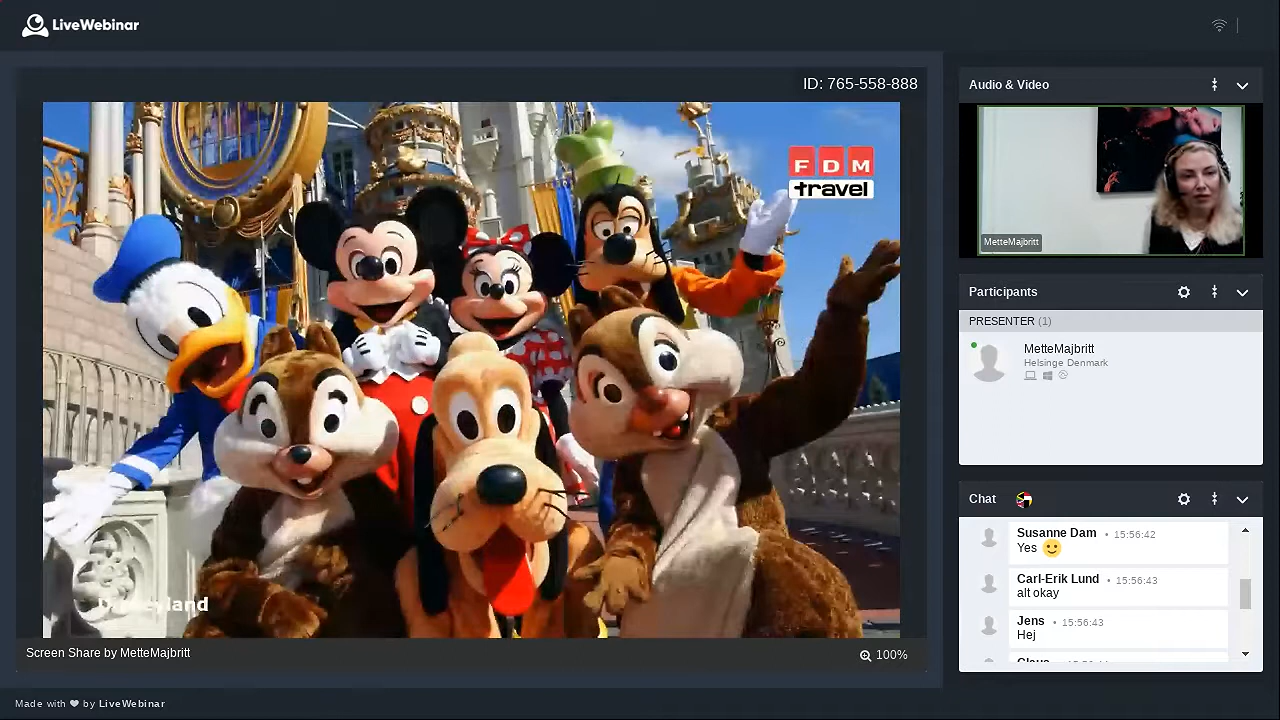 LiveWebinar
ID: 765-558-888
FDM
travel
Disneyland
Screen Share by MetteMajbritt
100%
Made with by LiveWebinar
Audio & Video
MetteMajbritt
Participants
PRESENTER (1)
MetteMajbritt
Helsinge Denmark
Chat
Susanne Dam • 15:56:42
Yes
Carl-Erik Lund • 15:56:43
alt okay
Jens • 15:56:43
Hej